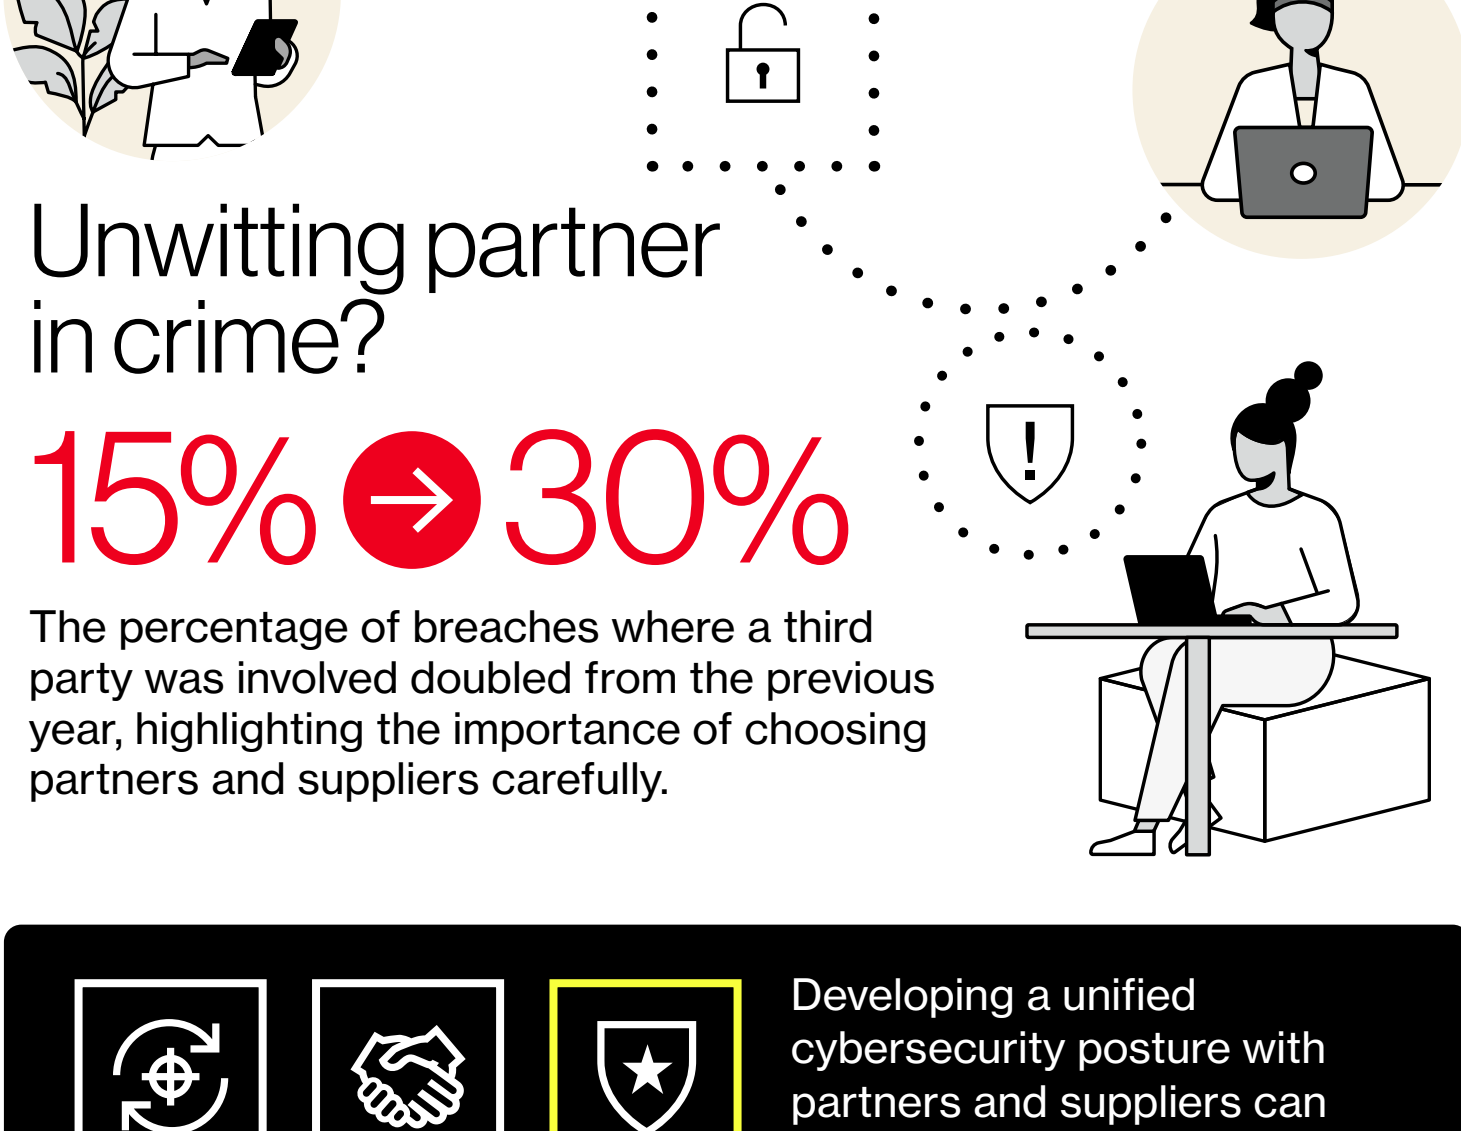 Unwitting partner
in crime?
15% → 30%
The percentage of breaches where a third
party was involved doubled from the previous
year, highlighting the importance of choosing
partners and suppliers carefully.
Developing a unified
cybersecurity posture with
partners and suppliers can